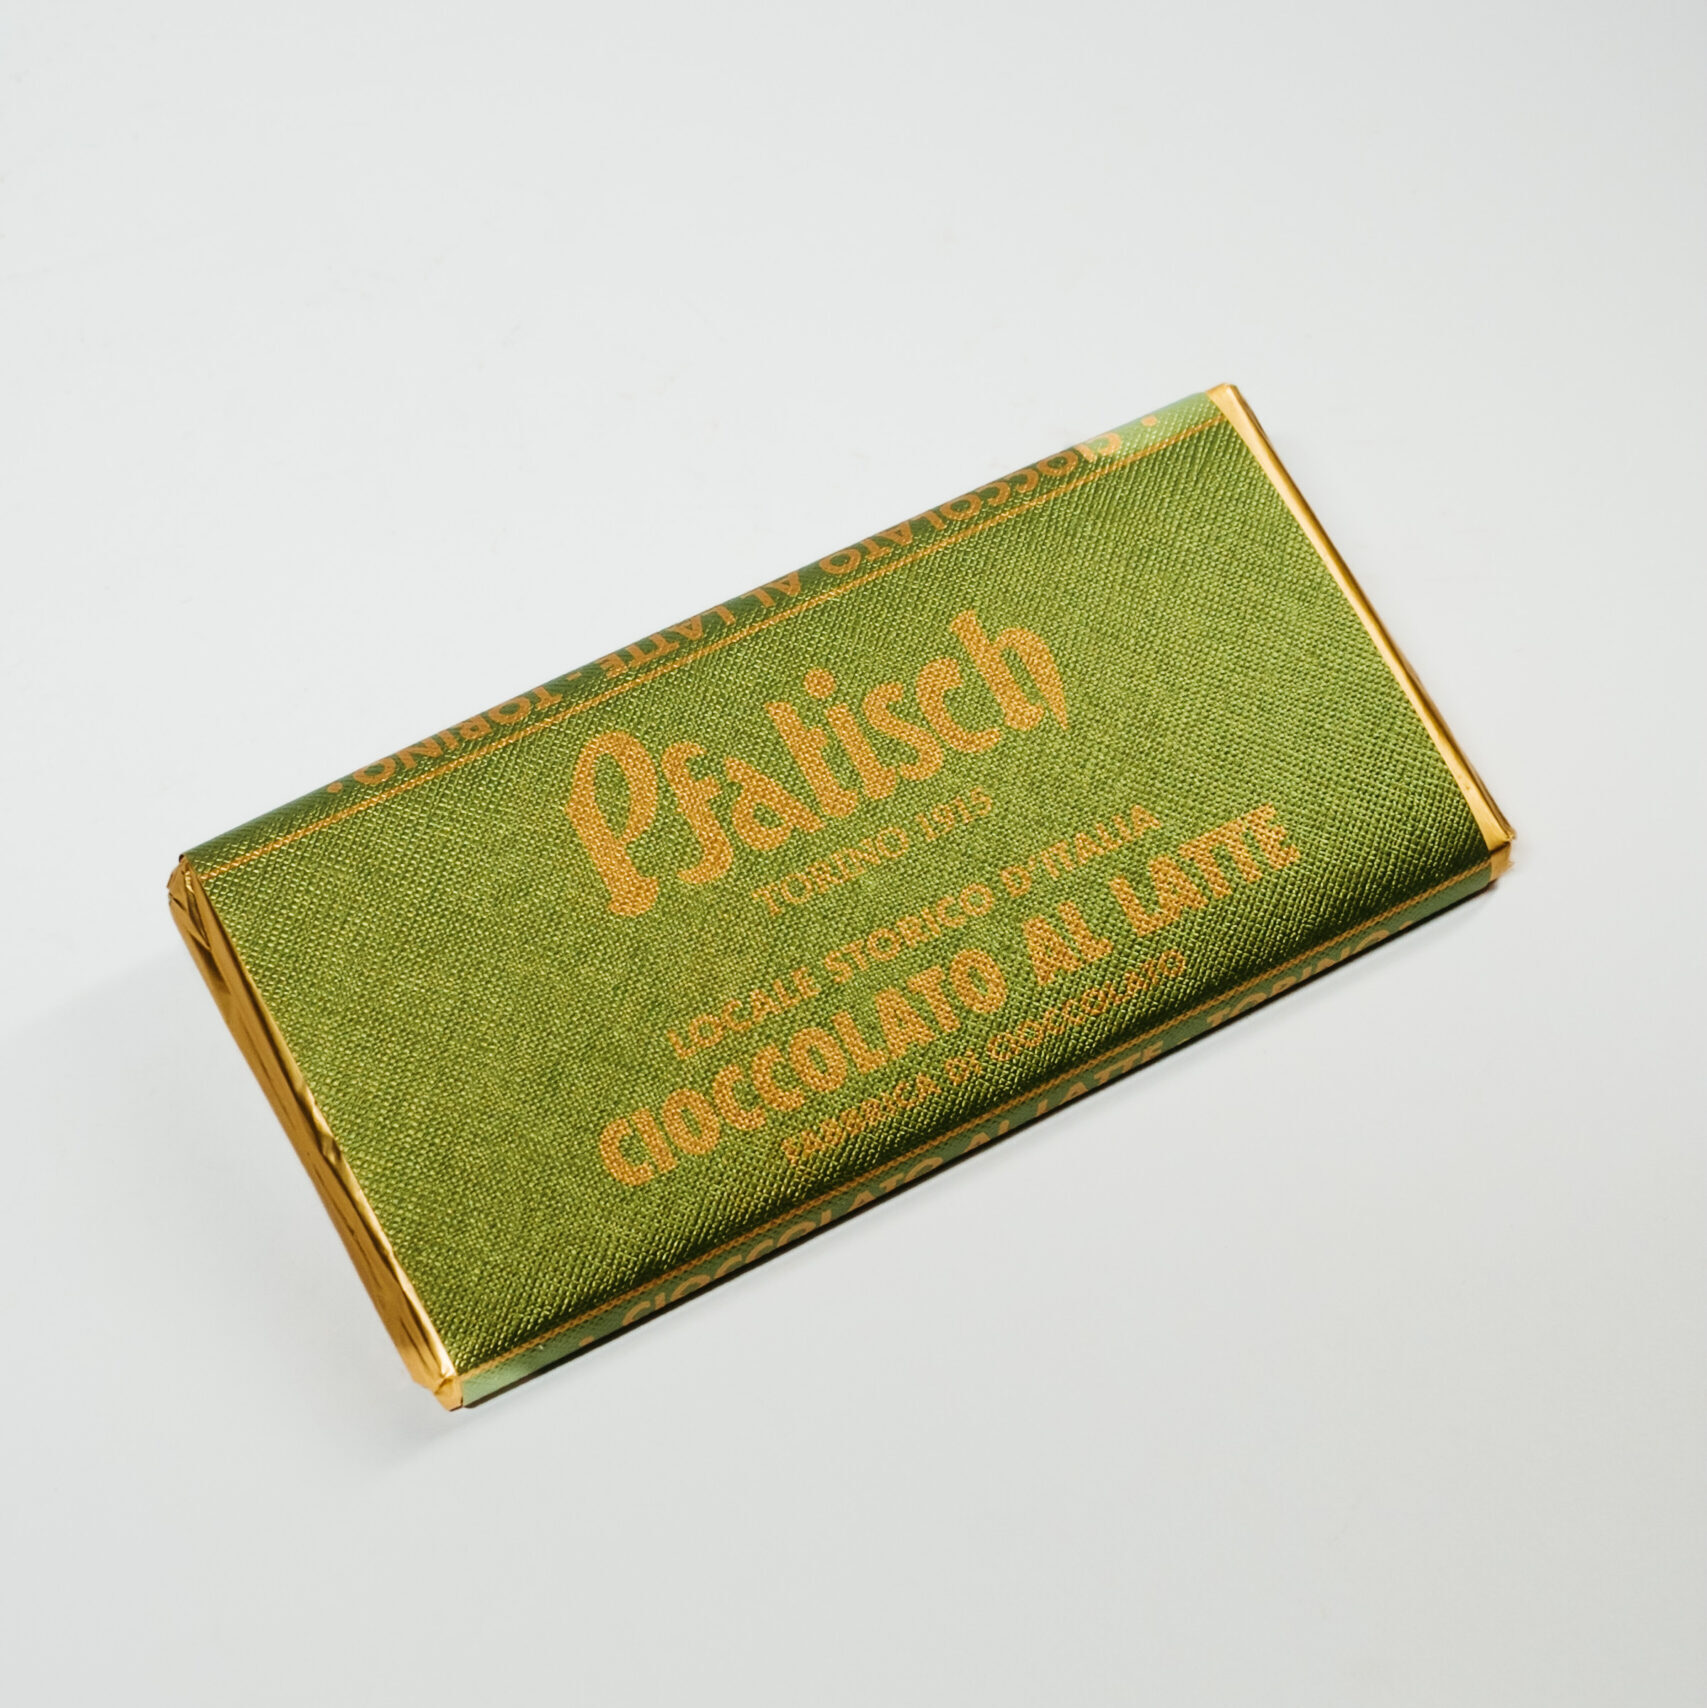 · CIOCCOLATO AL LATTE - TORINO ·
Pfatisch
TORINO 1915
LOCALE STORICO D'ITALIA
CIOCCOLATO AL LATTE
FABBRICA DI CIOCCOLATO
· CIOCCOLATO AL LATTE - TORINO